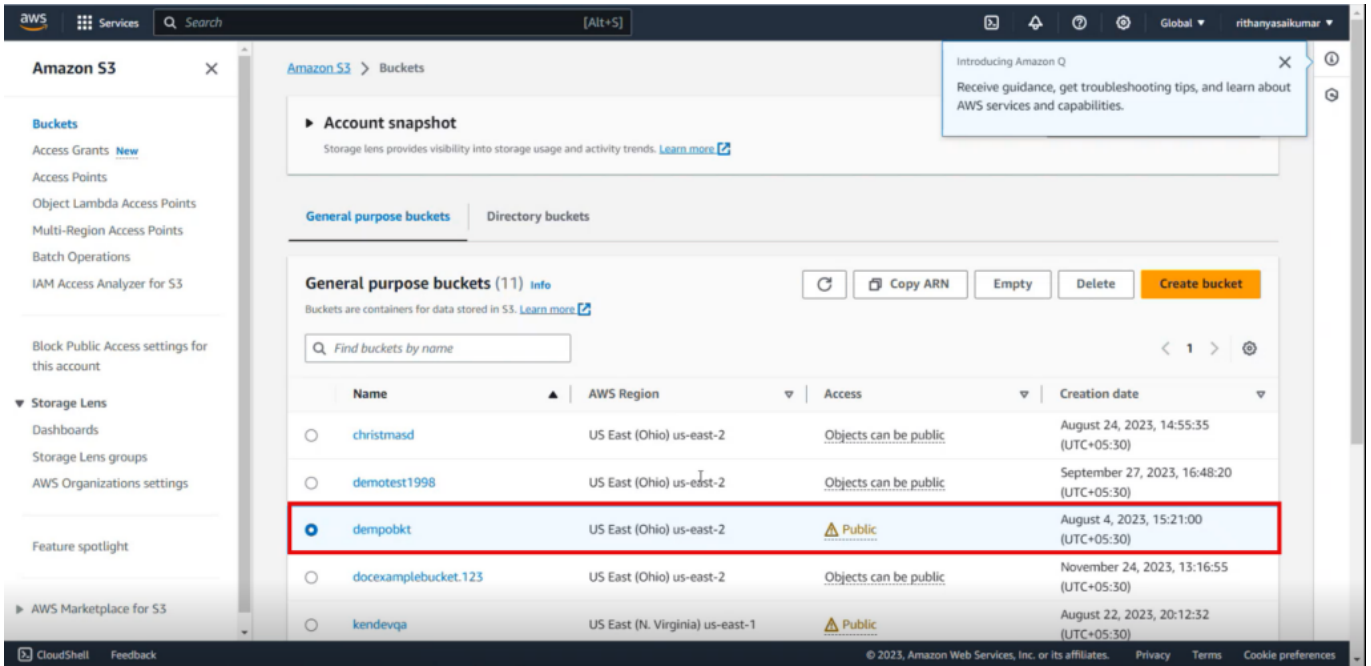 aws
Services
Search [Alt+S]
Global
rithanyasaikumar
Amazon S3
Buckets
Access Grants New
Access Points
Object Lambda Access Points
Multi-Region Access Points
Batch Operations
IAM Access Analyzer for S3
Block Public Access settings for
this account
Storage Lens
Dashboards
Storage Lens groups
AWS Organizations settings
Feature spotlight
AWS Marketplace for S3
Amazon S3 > Buckets
Introducing Amazon Q
Receive guidance, get troubleshooting tips, and learn about
AWS services and capabilities.
Account snapshot
Storage lens provides visibility into storage usage and activity trends. Learn more
General purpose buckets
Directory buckets
General purpose buckets (11) Info
Buckets are containers for data stored in S3. Learn more
Copy ARN
Empty
Delete
Create bucket
Find buckets by name
< 1 >
Name AWS Region Access Creation date
christmasd US East (Ohio) us-east-2 Objects can be public August 24, 2023, 14:55:35
(UTC+05:30)
demotest1998 US East (Ohio) us-east-2 Objects can be public September 27, 2023, 16:48:20
(UTC+05:30)
dempobkt US East (Ohio) us-east-2 Public August 4, 2023, 15:21:00
(UTC+05:30)
docexamplebucket.123 US East (Ohio) us-east-2 Objects can be public November 24, 2023, 13:16:55
(UTC+05:30)
kendevqa US East (N. Virginia) us-east-1 Public August 22, 2023, 20:12:32
(UTC+05:30)
CloudShell Feedback © 2023, Amazon Web Services, Inc. or its affiliates. Privacy Terms Cookie preferences